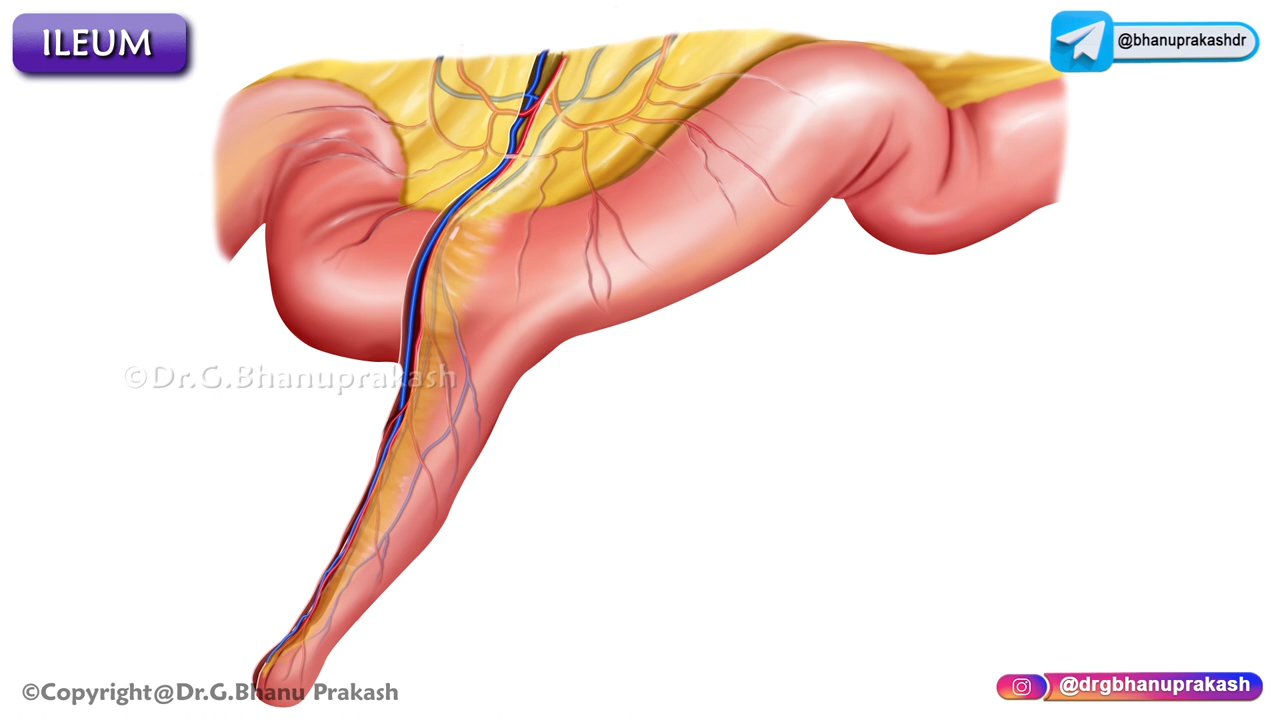 ILEUM
@bhanuprakashdr
©Dr.G.Bhanuprakash
©Copyright@Dr.G.Bhanu Prakash
@drgbhanuprakash